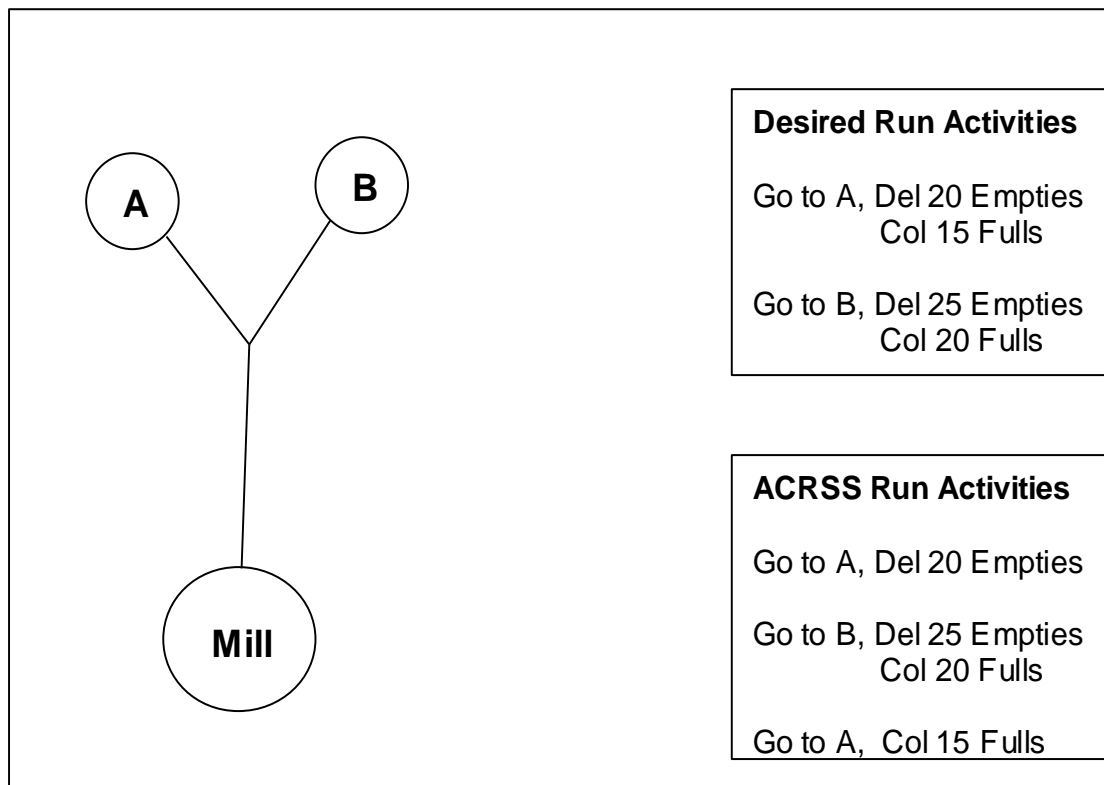 A
B
Mill
Desired Run Activities
Go to A, Del 20 Empties
Col 15 Fulls
Go to B, Del 25 Empties
Col 20 Fulls
ACRSS Run Activities
Go to A, Del 20 Empties
Go to B, Del 25 Empties
Col 20 Fulls
Go to A, Col 15 Fulls